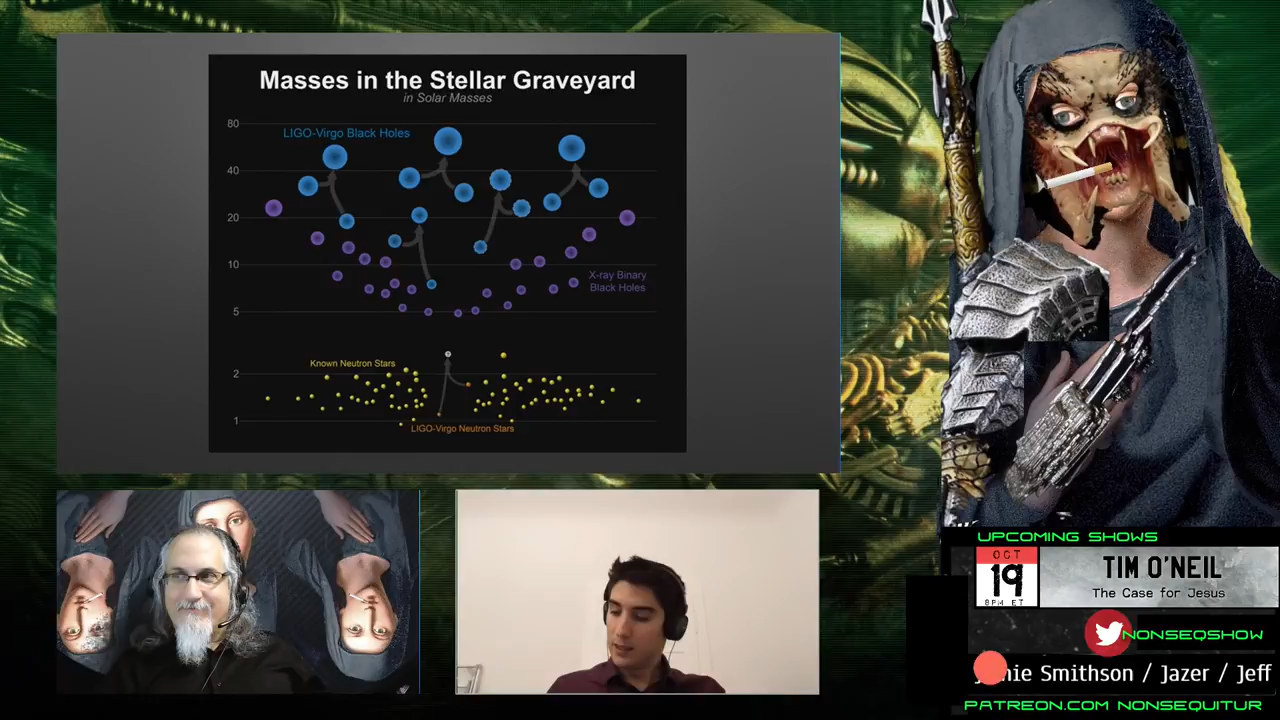 Masses in the Stellar Graveyard
in Solar Masses
80
LIGO-Virgo Black Holes
40
20
10
X-ray Binary
Black Holes
5
Known Neutron Stars
2
1
LIGO-Virgo Neutron Stars
UPCOMING SHOWS
OCT
19
8PM ET
TIM O'NEIL
The Case for Jesus
NONSEQSHOW
Smithson / Jazer / Jeff
PATREON.COM NONSEQUITUR